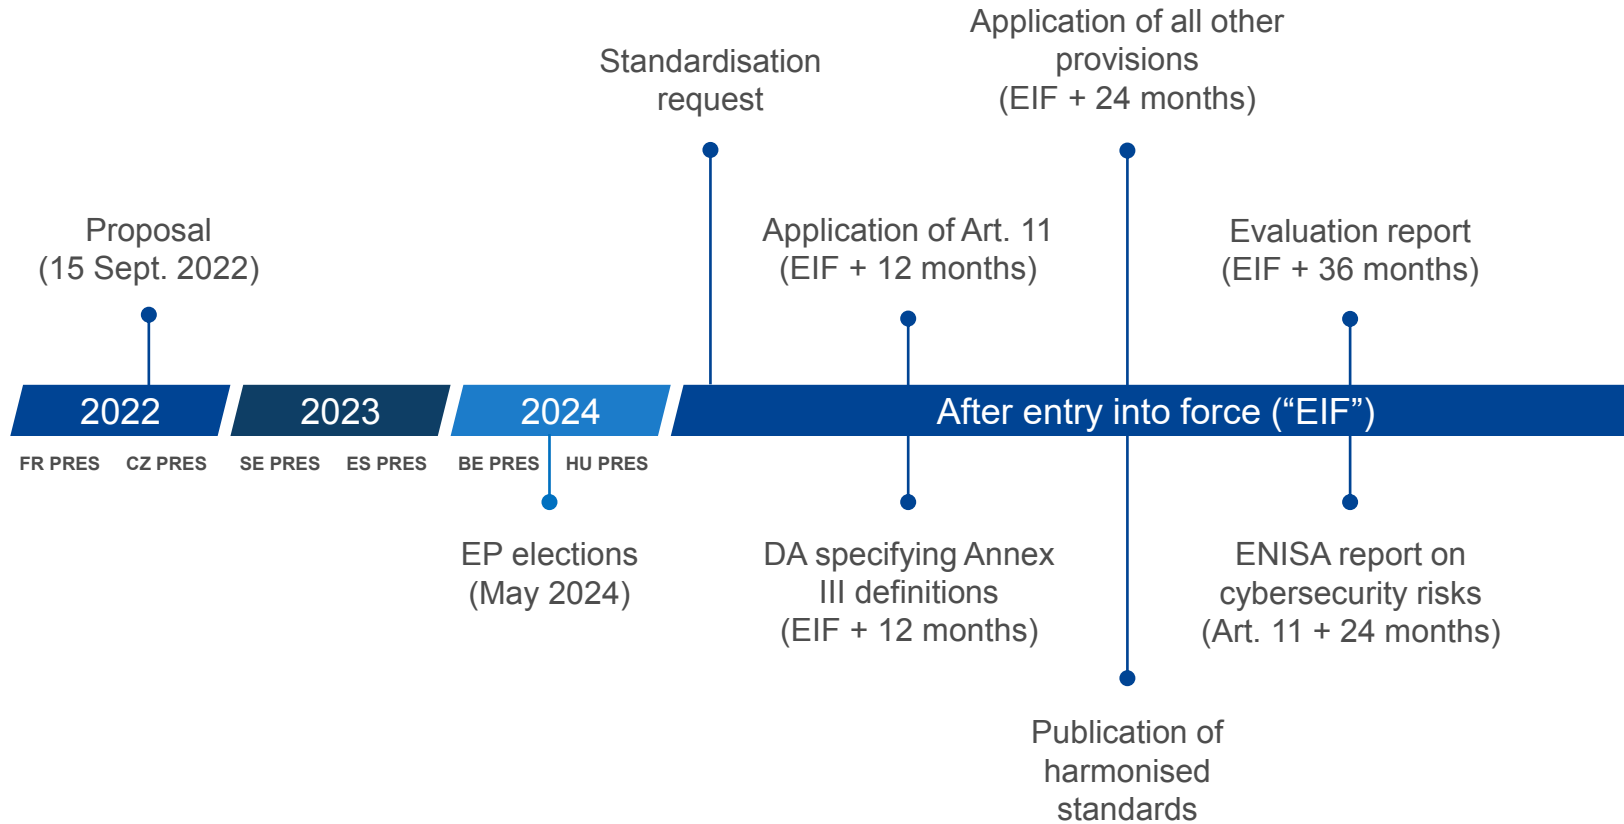 Application of all other
provisions
(EIF + 24 months)
Standardisation
request
Proposal
(15 Sept. 2022)
Application of Art. 11
(EIF + 12 months)
Evaluation report
(EIF + 36 months)
2022
2023
2024
After entry into force (“EIF”)
FR PRES
CZ PRES
SE PRES
ES PRES
BE PRES
HU PRES
EP elections
(May 2024)
DA specifying Annex
III definitions
(EIF + 12 months)
ENISA report on
cybersecurity risks
(Art. 11 + 24 months)
Publication of
harmonised
standards